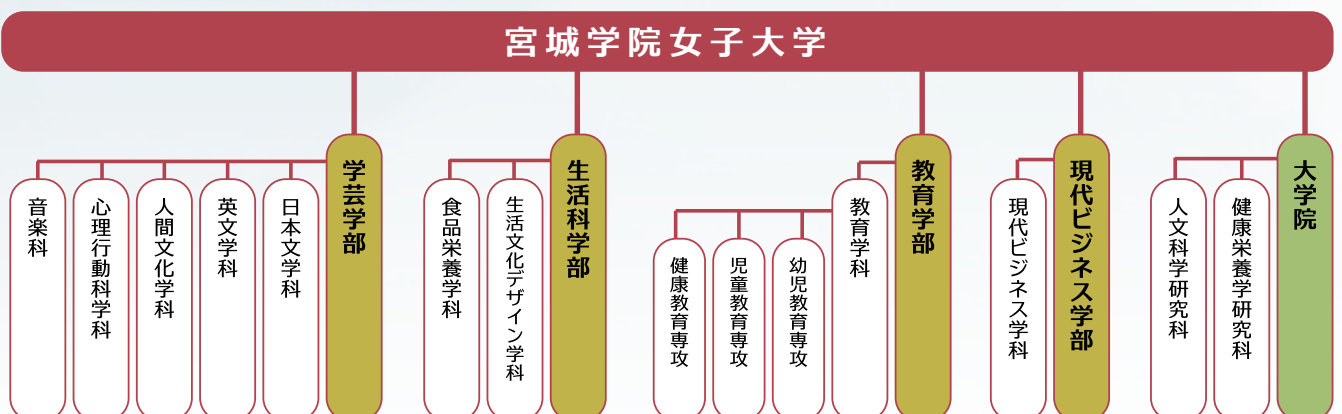 宮城学院女子大学
大学院
健康栄養学研究科
人文科学研究科
現代ビジネス学部
現代ビジネス学科
教育学部
教育学科
幼児教育専攻
児童教育専攻
健康教育専攻
生活科学部
生活文化デザイン学科
食品栄養学科
学芸学部
日本文学科
英文学科
人間文化学科
心理行動科学科
音楽科